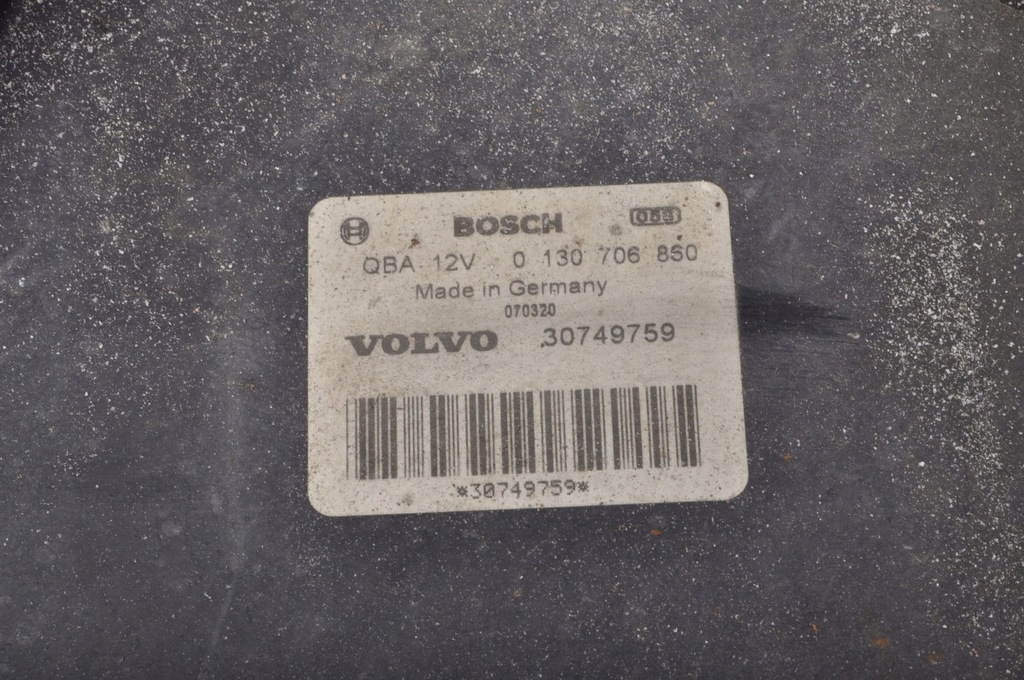 BOSCH
QBA 12V 0 130 706 850
Made in Germany
070320
VOLVO 30749759
*30749759*